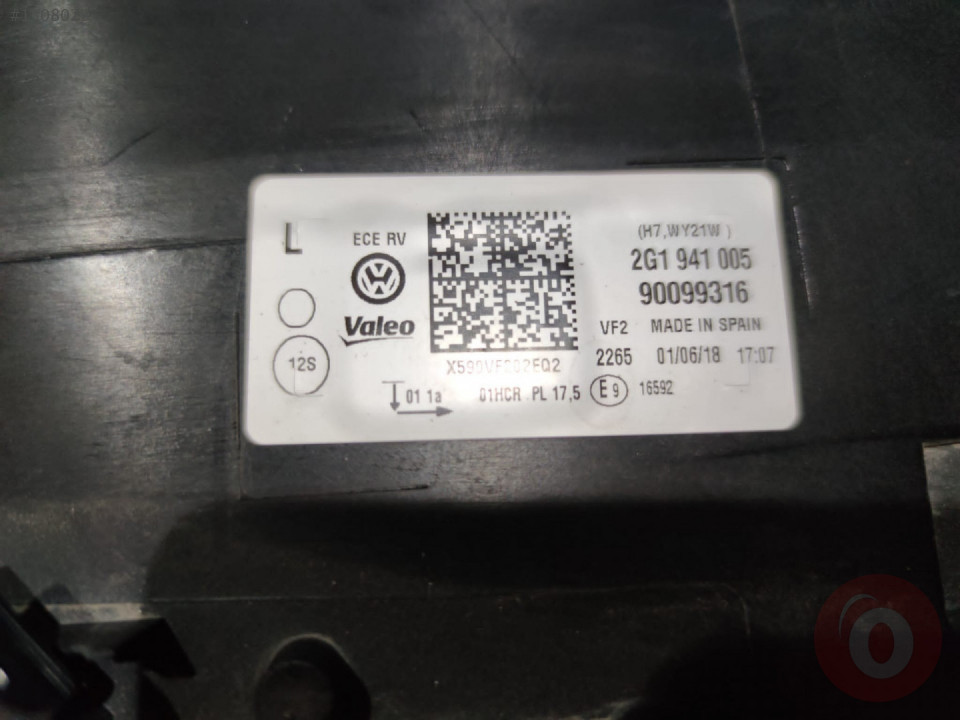 L
ECE RV
(H7,WY21W )
2G1 941 005
90099316
Valeo
VF2 MADE IN SPAIN
12S
2265 01/06/18 17:07
01 1a
01HCR PL 17,5
E9
16592